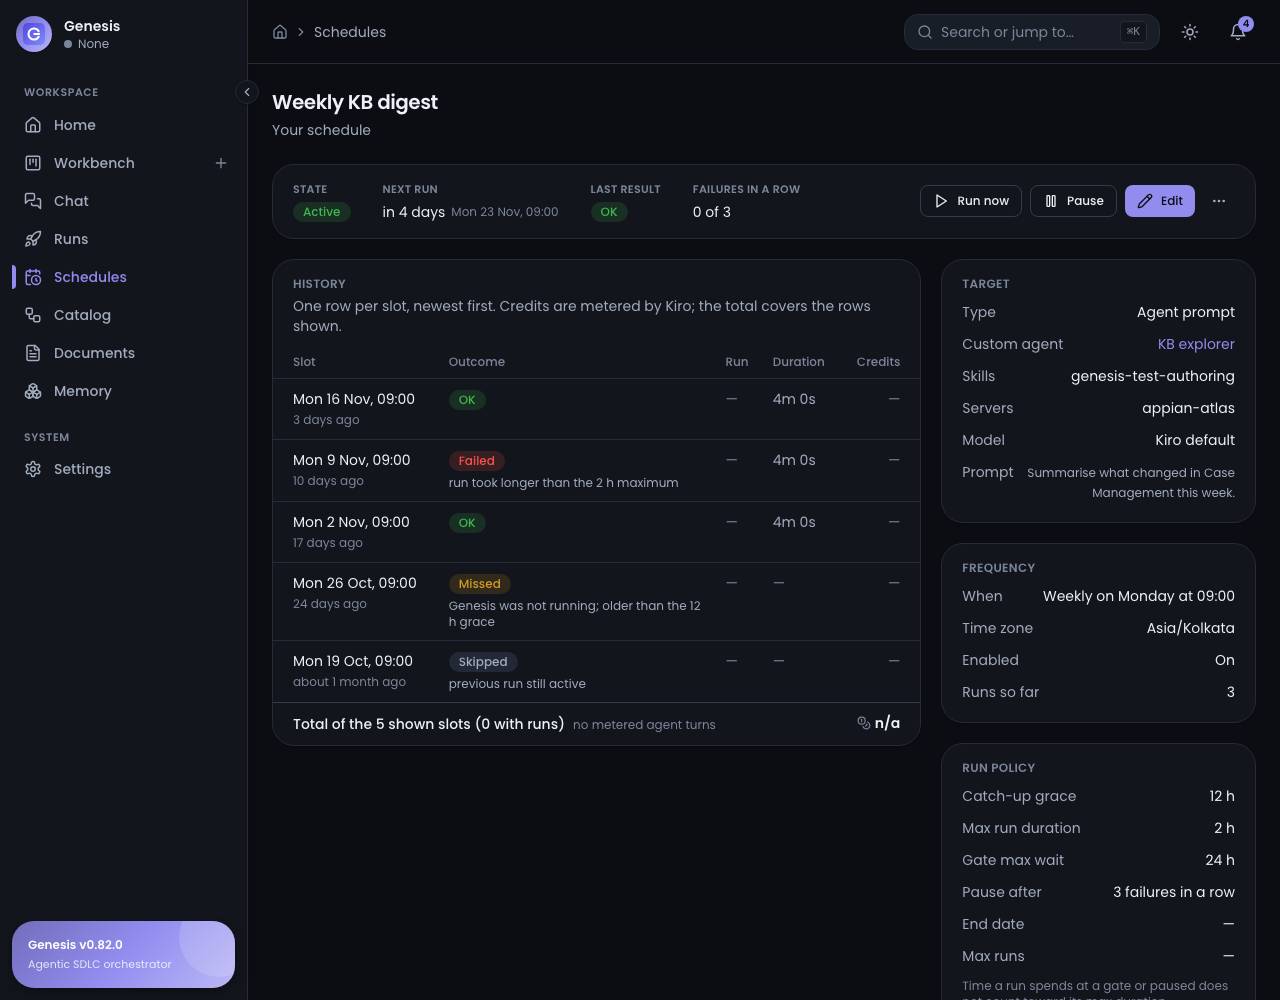 Genesis
None
WORKSPACE
Home
Workbench
Chat
Runs
Schedules
Catalog
Documents
Memory
SYSTEM
Settings
Genesis v0.82.0
Agentic SDLC orchestrator
Schedules
Search or jump to...
⌘K
4
Weekly KB digest
Your schedule
STATE
Active
NEXT RUN
in 4 days Mon 23 Nov, 09:00
LAST RESULT
OK
FAILURES IN A ROW
0 of 3
Run now
Pause
Edit
HISTORY
One row per slot, newest first. Credits are metered by Kiro; the total covers the rows
shown.
Slot Outcome Run Duration Credits
Mon 16 Nov, 09:00 OK — 4m 0s —
3 days ago
Mon 9 Nov, 09:00 Failed — 4m 0s —
10 days ago run took longer than the 2 h maximum
Mon 2 Nov, 09:00 OK — 4m 0s —
17 days ago
Mon 26 Oct, 09:00 Missed — — —
24 days ago Genesis was not running; older than the 12
h grace
Mon 19 Oct, 09:00 Skipped — — —
about 1 month ago previous run still active
Total of the 5 shown slots (0 with runs) no metered agent turns n/a
TARGET
Type Agent prompt
Custom agent KB explorer
Skills genesis-test-authoring
Servers appian-atlas
Model Kiro default
Prompt Summarise what changed in Case
Management this week.
FREQUENCY
When Weekly on Monday at 09:00
Time zone Asia/Kolkata
Enabled On
Runs so far 3
RUN POLICY
Catch-up grace 12 h
Max run duration 2 h
Gate max wait 24 h
Pause after 3 failures in a row
End date —
Max runs —
Time a run spends at a gate or paused does
not count toward its max duration.